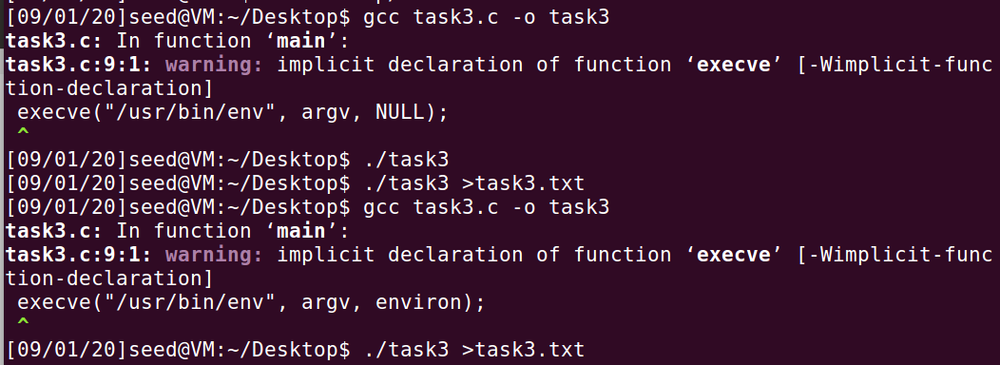 [09/01/20]seed@VM:~/Desktop$ gcc task3.c -o task3
task3.c: In function ‘main’:
task3.c:9:1: warning: implicit declaration of function ‘execve’ [-Wimplicit-func
tion-declaration]
 execve("/usr/bin/env", argv, NULL);
 ^
[09/01/20]seed@VM:~/Desktop$ ./task3
[09/01/20]seed@VM:~/Desktop$ ./task3 >task3.txt
[09/01/20]seed@VM:~/Desktop$ gcc task3.c -o task3
task3.c: In function ‘main’:
task3.c:9:1: warning: implicit declaration of function ‘execve’ [-Wimplicit-func
tion-declaration]
 execve("/usr/bin/env", argv, environ);
 ^
[09/01/20]seed@VM:~/Desktop$ ./task3 >task3.txt